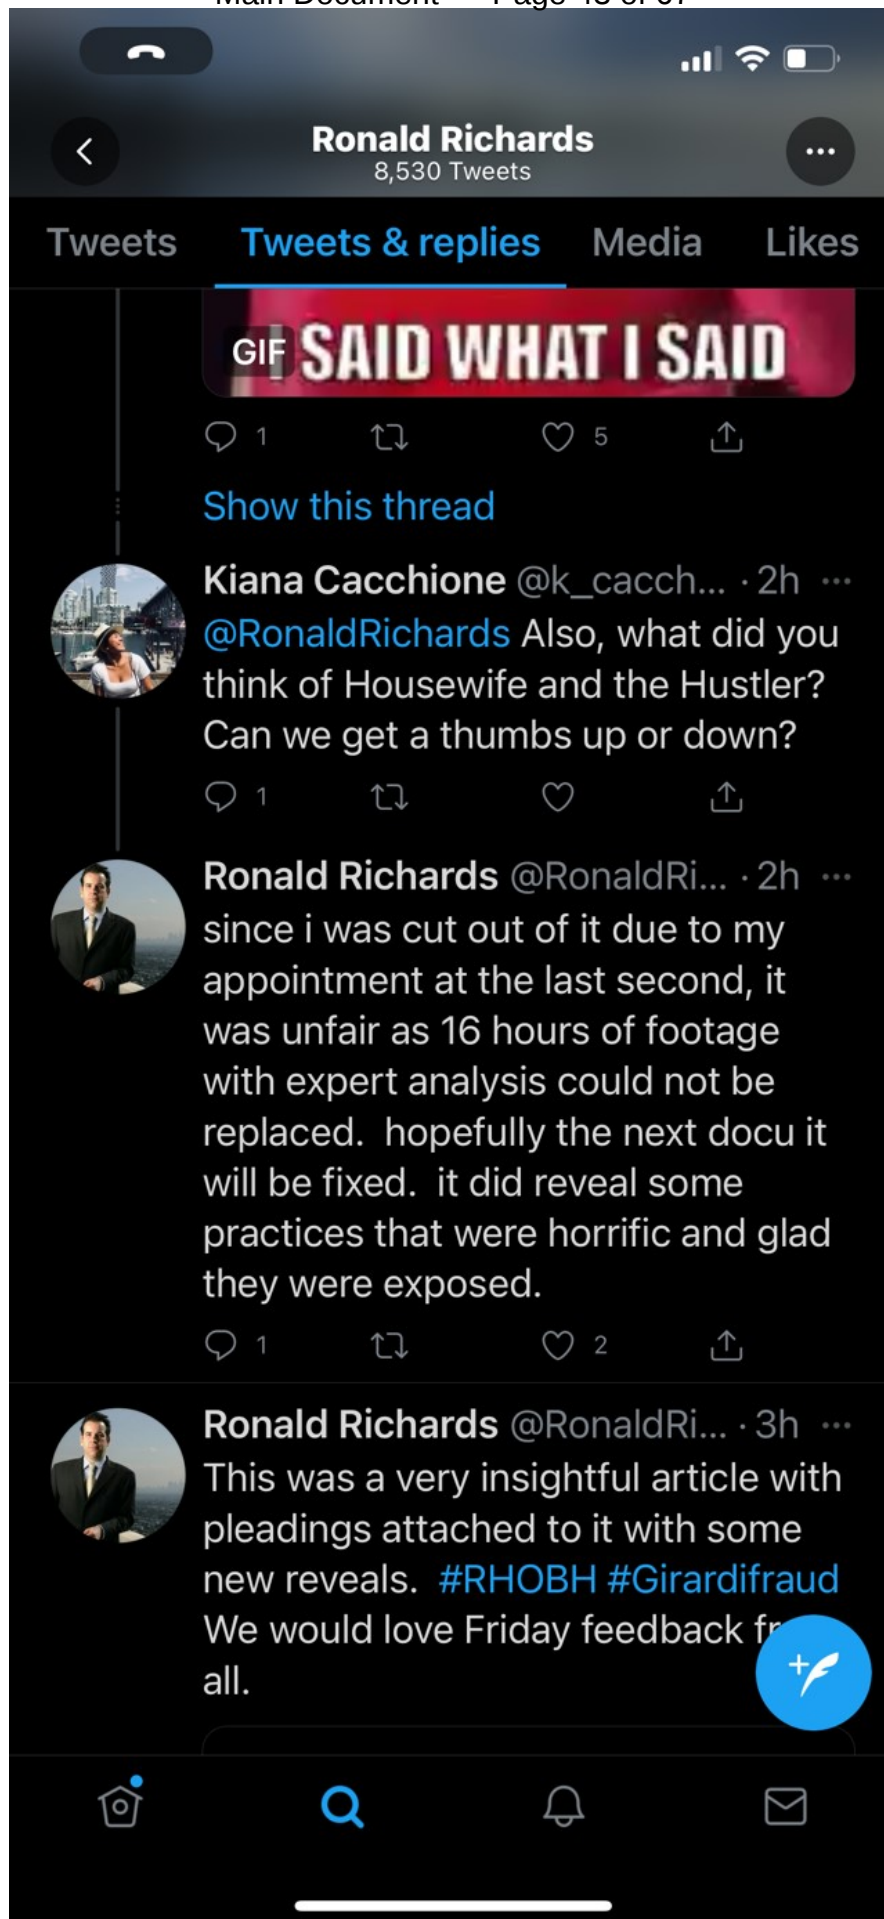 Ronald Richards
8,530 Tweets
Tweets Tweets & replies Media Likes
GIF
I SAID WHAT I SAID
1 5
Show this thread
Kiana Cacchione @k_cacch... · 2h
@RonaldRichards Also, what did you
think of Housewife and the Hustler?
Can we get a thumbs up or down?
1
Ronald Richards @RonaldRi... · 2h
since i was cut out of it due to my
appointment at the last second, it
was unfair as 16 hours of footage
with expert analysis could not be
replaced. hopefully the next docu it
will be fixed. it did reveal some
practices that were horrific and glad
they were exposed.
1 2
Ronald Richards @RonaldRi... · 3h
This was a very insightful article with
pleadings attached to it with some
new reveals. #RHOBH #Girardifraud
We would love Friday feedback
all.